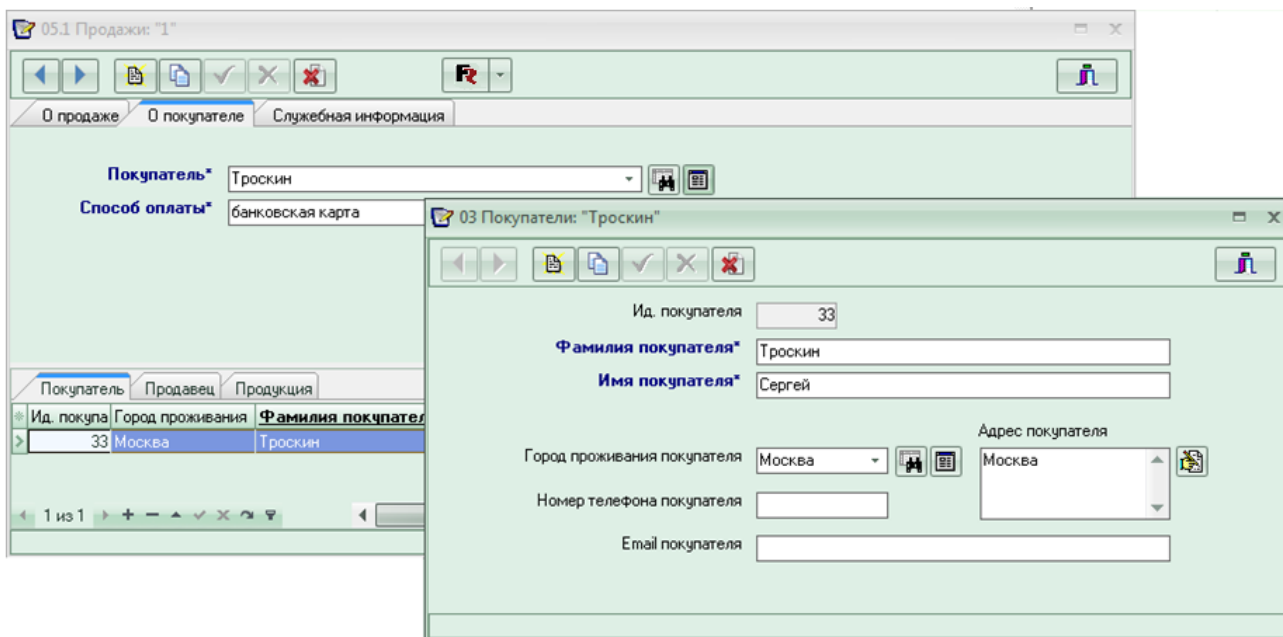 05.1 Продажи: "1"
О продаже О покупателе Служебная информация
Покупатель* Троскин
Способ оплаты* банковская карта
Покупатель Продавец Продукция
Ид. покупа Город проживания Фамилия покупател
33 Москва Троскин
1 из 1
03 Покупатели: "Троскин"
Ид. покупателя 33
Фамилия покупателя* Троскин
Имя покупателя* Сергей
Адрес покупателя
Город проживания покупателя Москва Москва
Номер телефона покупателя
Email покупателя